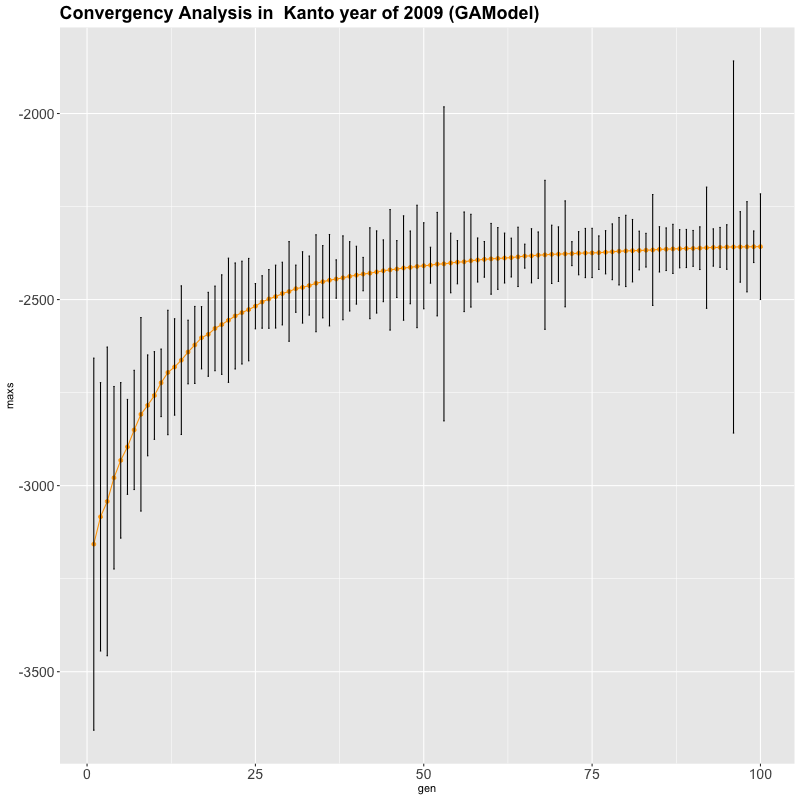 Convergency Analysis in  Kanto year of 2009 (GAModel)
maxs
-2000
-2500
-3000
-3500
0 25 50 75 100
gen